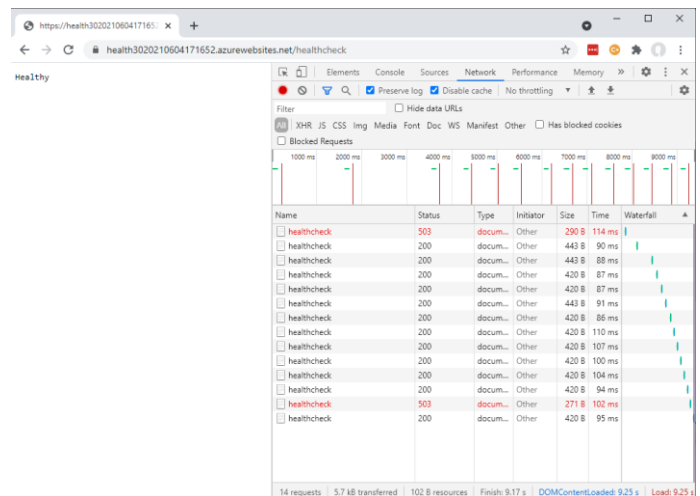 https://health3020210604171652
health3020210604171652.azurewebsites.net/healthcheck
Healthy
Elements Console Sources Network Performance Memory
Preserve log Disable cache No throttling
Filter Hide data URLs
All XHR JS CSS Img Media Font Doc WS Manifest Other Has blocked cookies
Blocked Requests
1000 ms 2000 ms 3000 ms 4000 ms 5000 ms 6000 ms 7000 ms 8000 ms 9000 ms
Name Status Type Initiator Size Time Waterfall
healthcheck 503 docum... Other 290 B 114 ms
healthcheck 200 docum... Other 443 B 90 ms
healthcheck 200 docum... Other 443 B 88 ms
healthcheck 200 docum... Other 420 B 87 ms
healthcheck 200 docum... Other 420 B 87 ms
healthcheck 200 docum... Other 443 B 91 ms
healthcheck 200 docum... Other 420 B 86 ms
healthcheck 200 docum... Other 420 B 110 ms
healthcheck 200 docum... Other 420 B 107 ms
healthcheck 200 docum... Other 420 B 100 ms
healthcheck 200 docum... Other 420 B 104 ms
healthcheck 200 docum... Other 420 B 94 ms
healthcheck 503 docum... Other 271 B 102 ms
healthcheck 200 docum... Other 420 B 95 ms
14 requests 5.7 kB transferred 102 B resources Finish: 9.17 s DOMContentLoaded: 9.25 s Load: 9.25 s